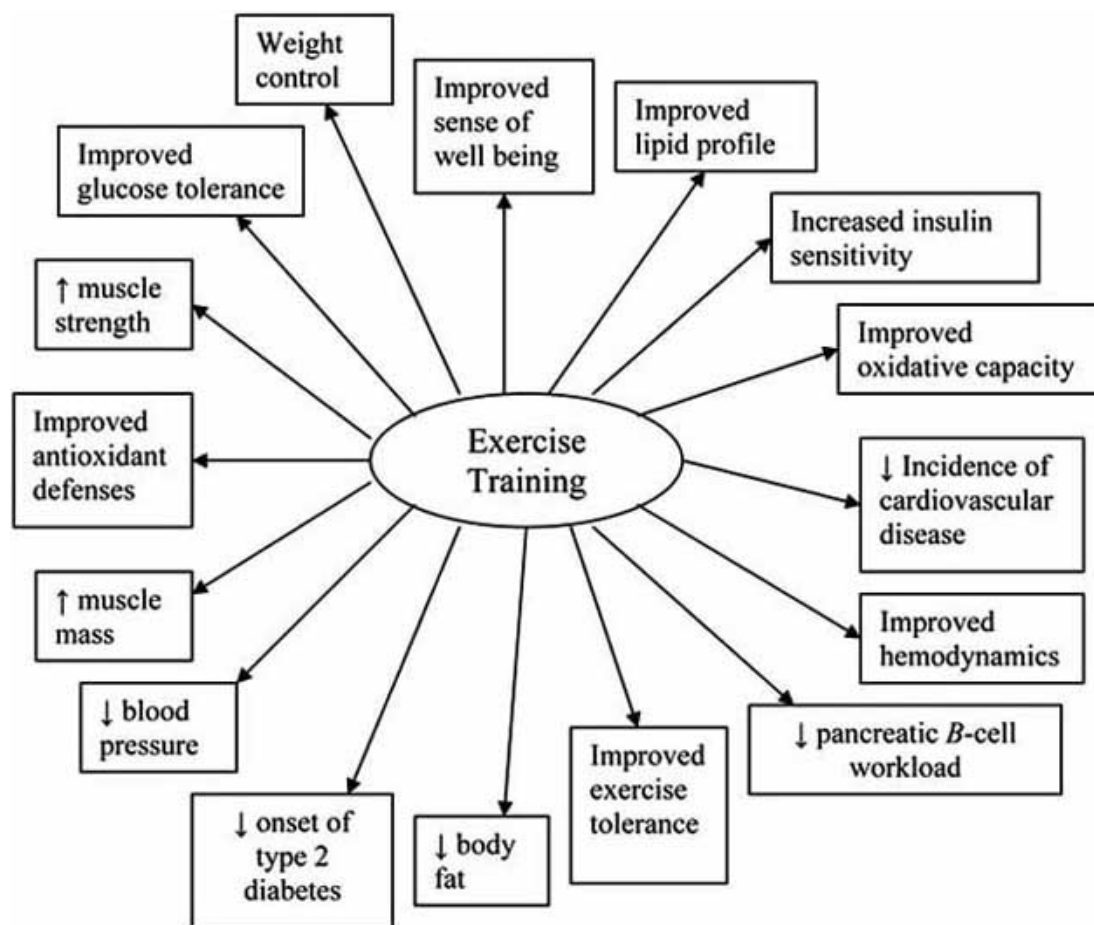 Weight
control
Improved
sense of
well being
Improved
lipid profile
Improved
glucose tolerance
Increased insulin
sensitivity
↑ muscle
strength
Improved
oxidative capacity
Improved
antioxidant
defenses
Exercise
Training
↓ Incidence of
cardiovascular
disease
↑ muscle
mass
Improved
hemodynamics
↓ blood
pressure
↓ pancreatic B-cell
workload
↓ onset of
type 2
diabetes
↓ body
fat
Improved
exercise
tolerance